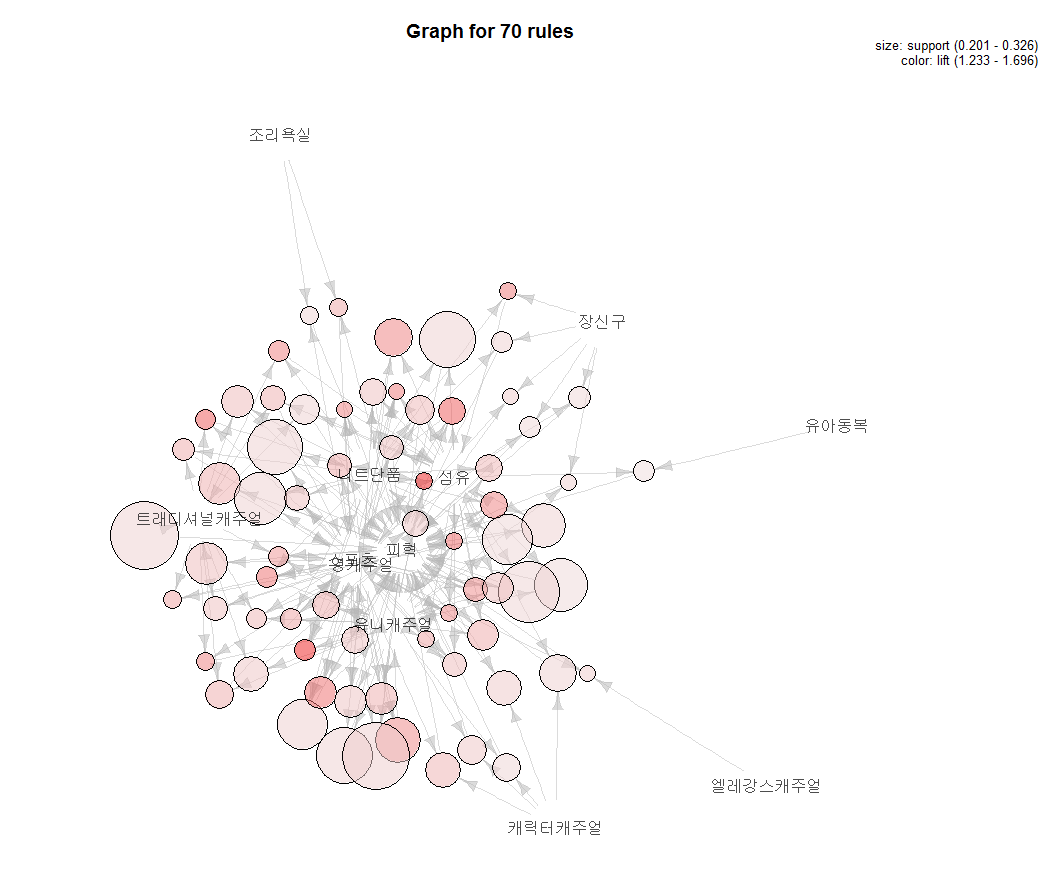 Graph for 70 rules
size: support (0.201 - 0.326)
color: lift (1.233 - 1.696)
조리욕실
장신구
유아동복
니트단품
섬유
트래디셔널캐주얼
피혁
영캐주얼
유니캐주얼
엘레강스캐주얼
캐릭터캐주얼